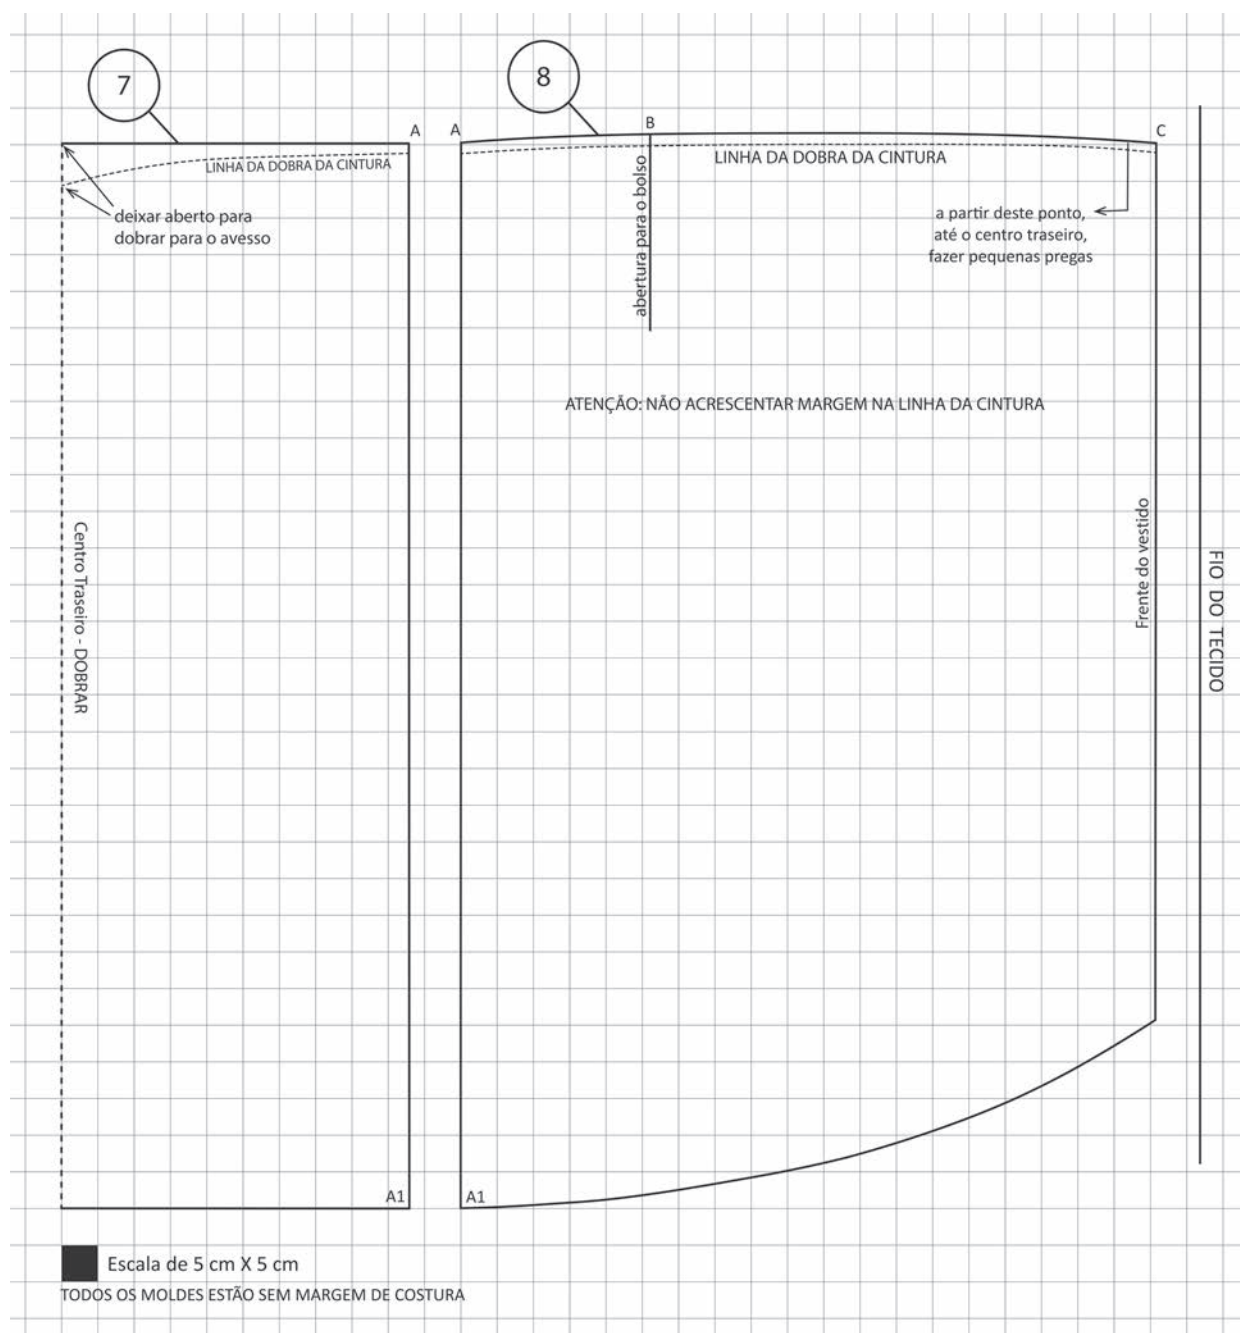 7
8
A
A
B
C
LINHA DA DOBRA DA CINTURA
LINHA DA DOBRA DA CINTURA
deixar aberto para
dobrar para o avesso
abertura para o bolso
a partir deste ponto,
até o centro traseiro,
fazer pequenas pregas
ATENÇÃO: NÃO ACRESCENTAR MARGEM NA LINHA DA CINTURA
Centro Traseiro - DOBRAR
Frente do vestido
FIO DO TECIDO
A1
A1
Escala de 5 cm X 5 cm
TODOS OS MOLDES ESTÃO SEM MARGEM DE COSTURA